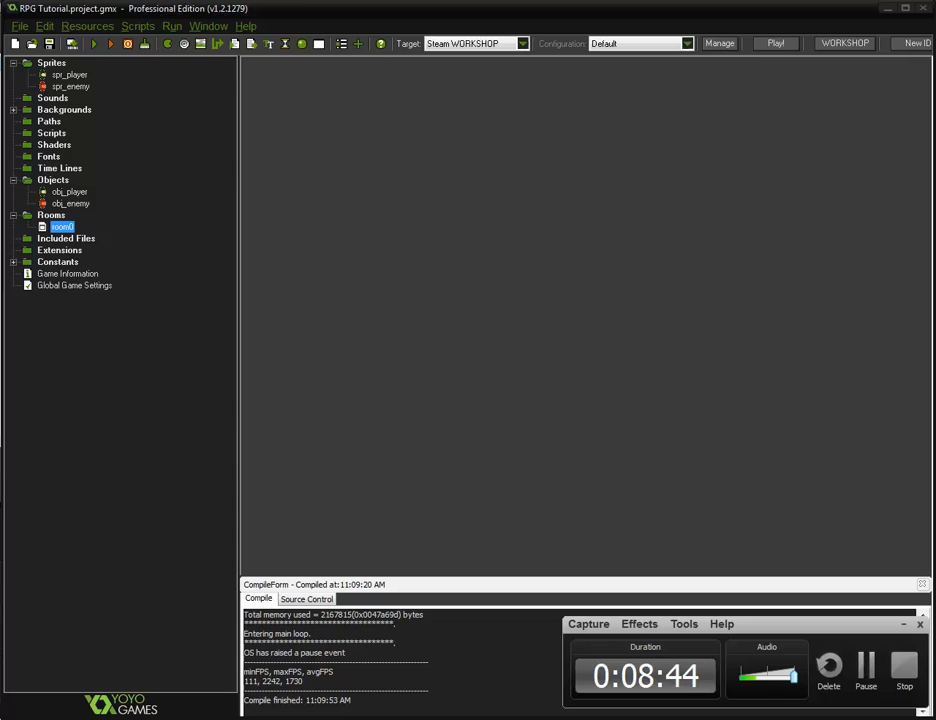 RPG Tutorial.project.gmx - Professional Edition (v1.2.1279)
File Edit Resources Scripts Run Window Help
Target: Steam WORKSHOP Configuration: Default Manage Play! WORKSHOP New ID
Sprites
spr_player
spr_enemy
Sounds
Backgrounds
Paths
Scripts
Shaders
Fonts
Time Lines
Objects
obj_player
obj_enemy
Rooms
room0
Included Files
Extensions
Constants
Game Information
Global Game Settings
YOYO
GAMES
CompileForm - Compiled at:11:09:20 AM
Compile Source Control
Total memory used = 2167815(0x0047a69d) bytes
Entering main loop.
OS has raised a pause event
minFPS, maxFPS, avgFPS
111, 2242, 1730
Compile finished: 11:09:53 AM
Capture Effects Tools Help
Duration
0:08:44
Audio
Delete Pause Stop